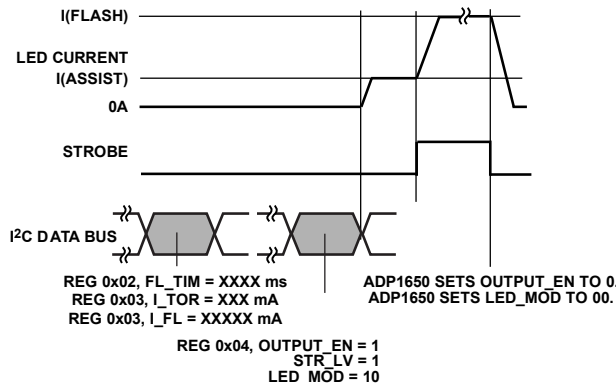 I(FLASH)
LED CURRENT
I(ASSIST)
0A
STROBE
I²C DATA BUS
REG 0x02, FL_TIM = XXXX ms
REG 0x03, I_TOR = XXX mA
REG 0x03, I_FL = XXXXX mA
ADP1650 SETS OUTPUT_EN TO 0.
ADP1650 SETS LED_MOD TO 00.
REG 0x04, OUTPUT_EN = 1
STR_LV = 1
LED_MOD = 10